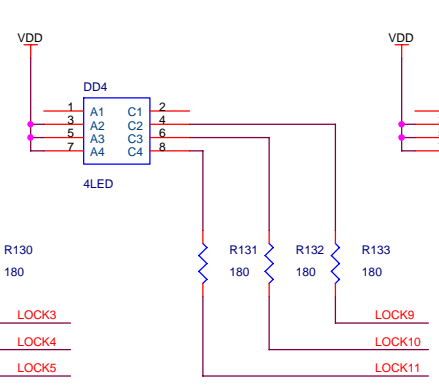 VDD
VDD
DD4
1 A1 C1 2
3 A2 C2 4
5 A3 C3 6
7 A4 C4 8
4LED
R130 R131 R132 R133
180 180 180 180
LOCK3 LOCK9
LOCK4 LOCK10
LOCK5 LOCK11